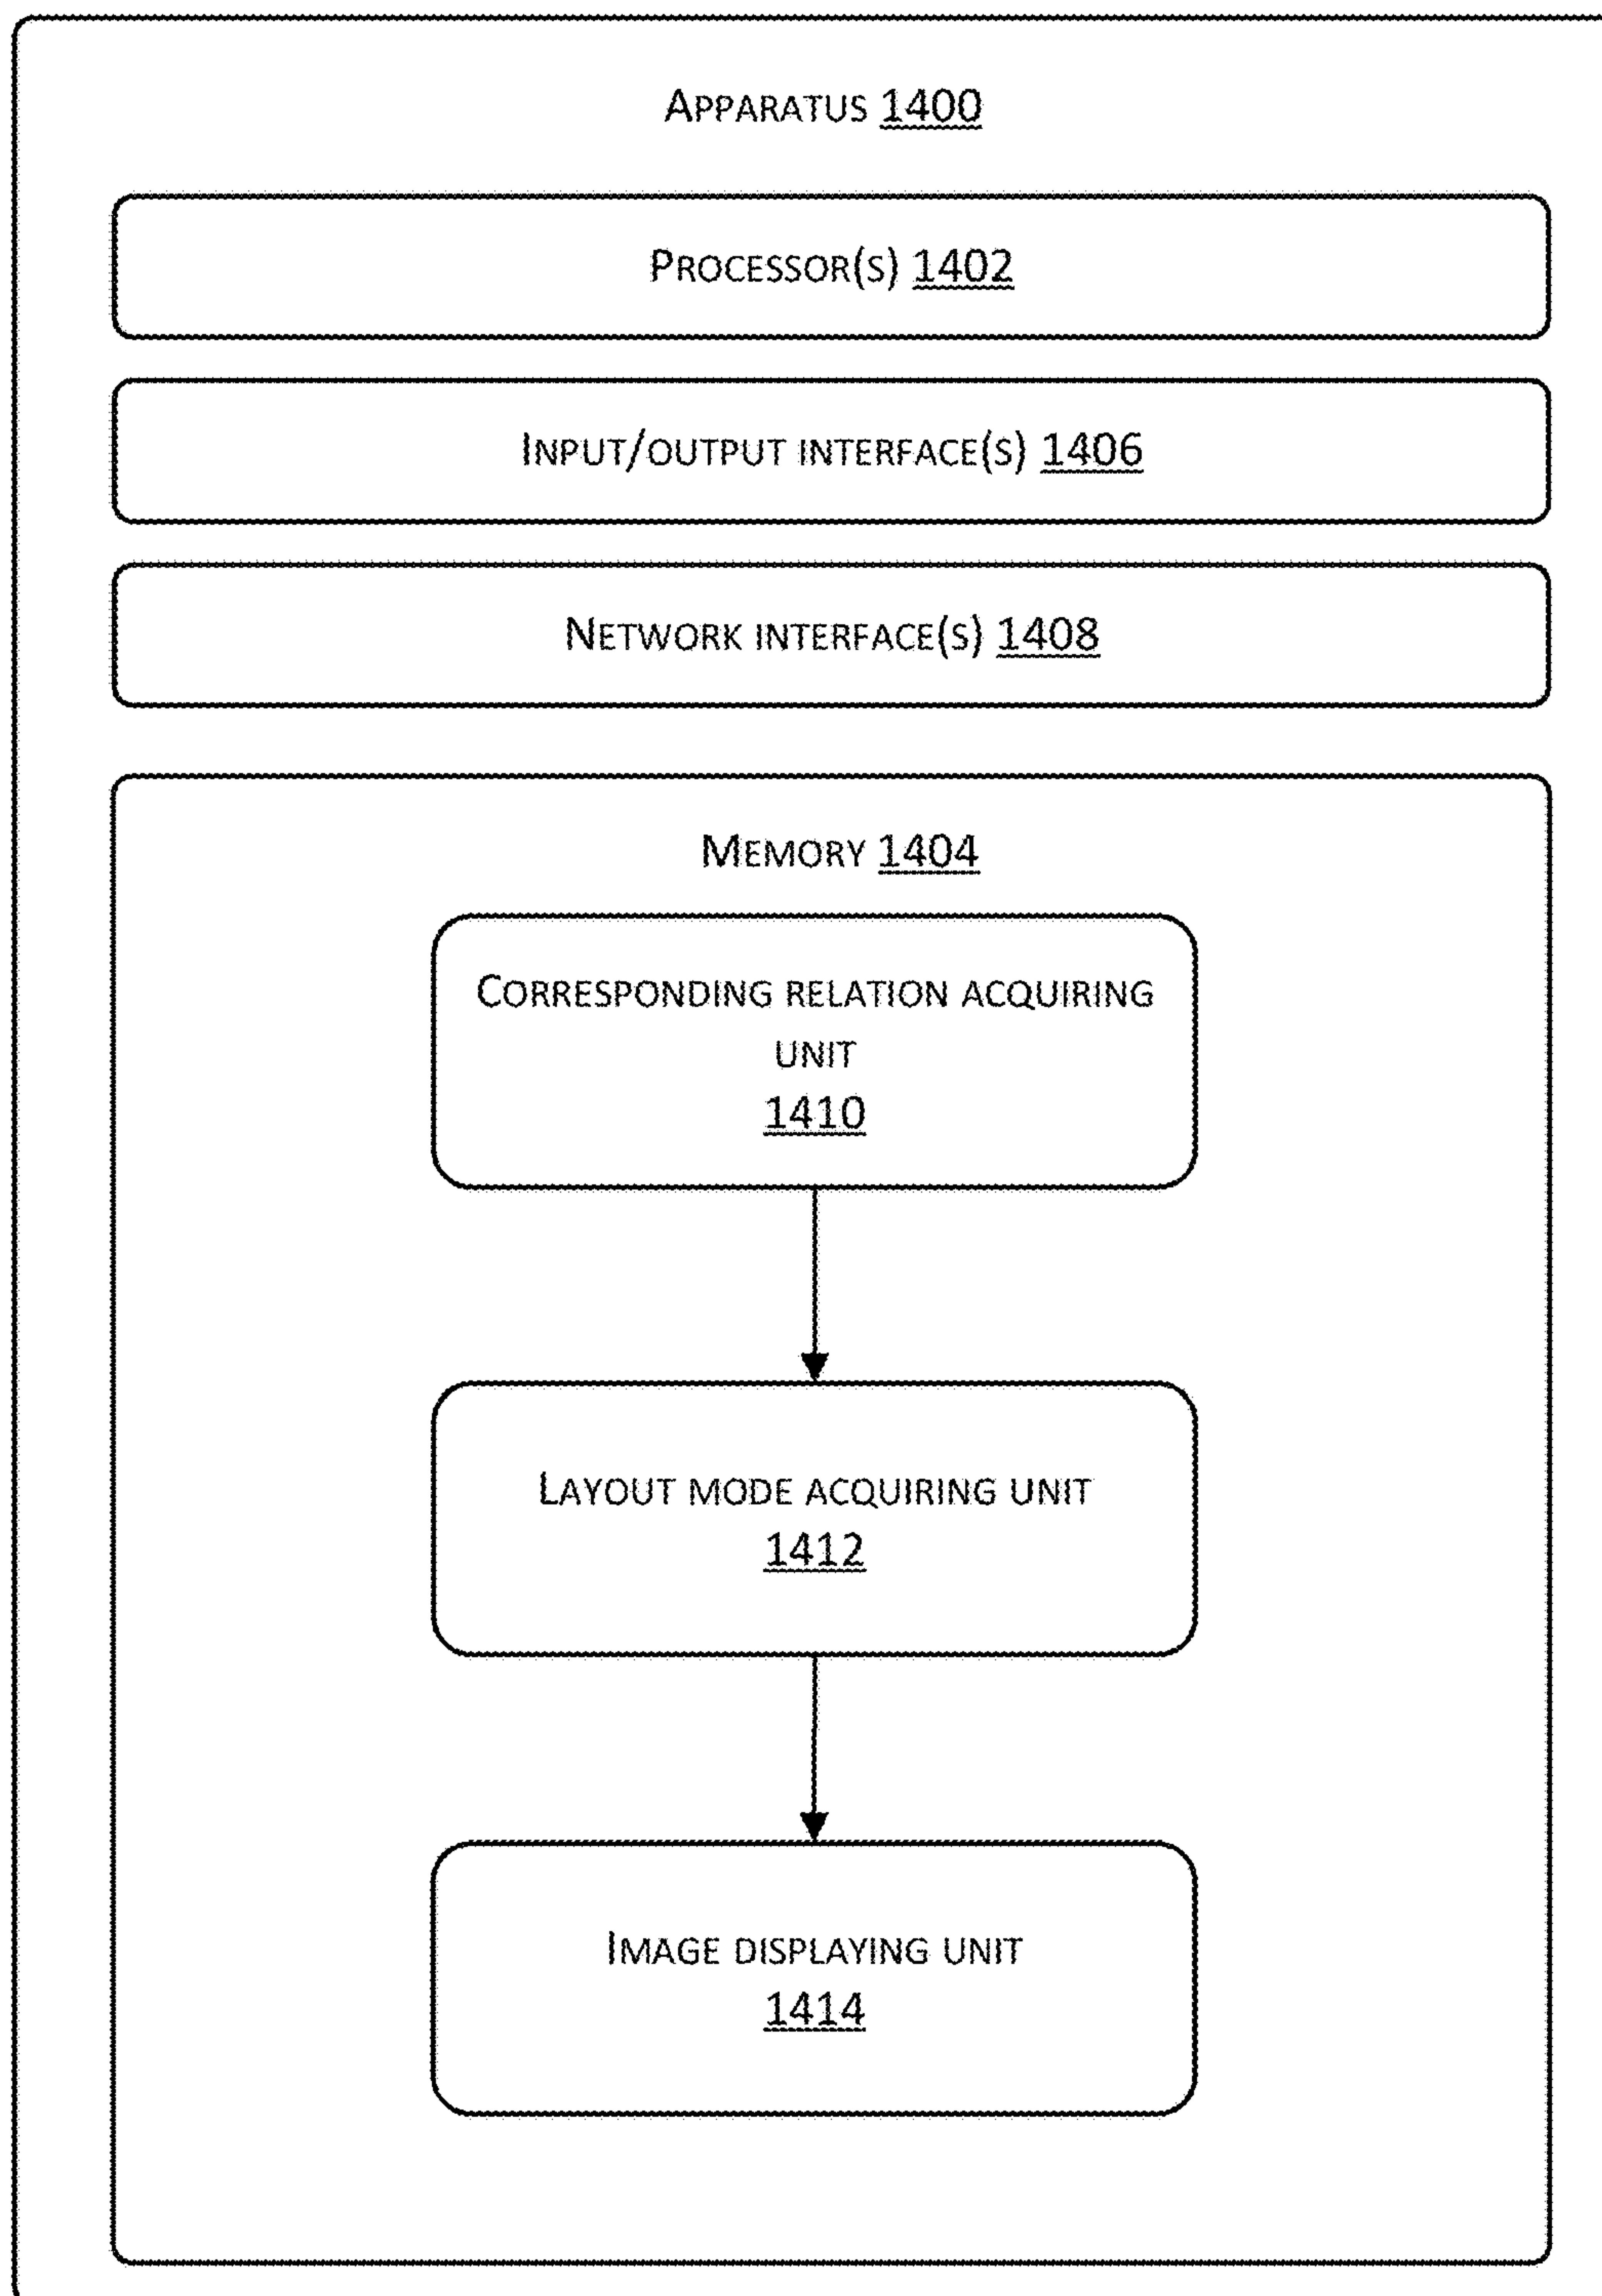 APPARATUS 1400
PROCESSOR(S) 1402
INPUT/OUTPUT INTERFACE(S) 1406
NETWORK INTERFACE(S) 1408
MEMORY 1404
CORRESPONDING RELATION ACQUIRING
UNIT
1410
LAYOUT MODE ACQUIRING UNIT
1412
IMAGE DISPLAYING UNIT
1414